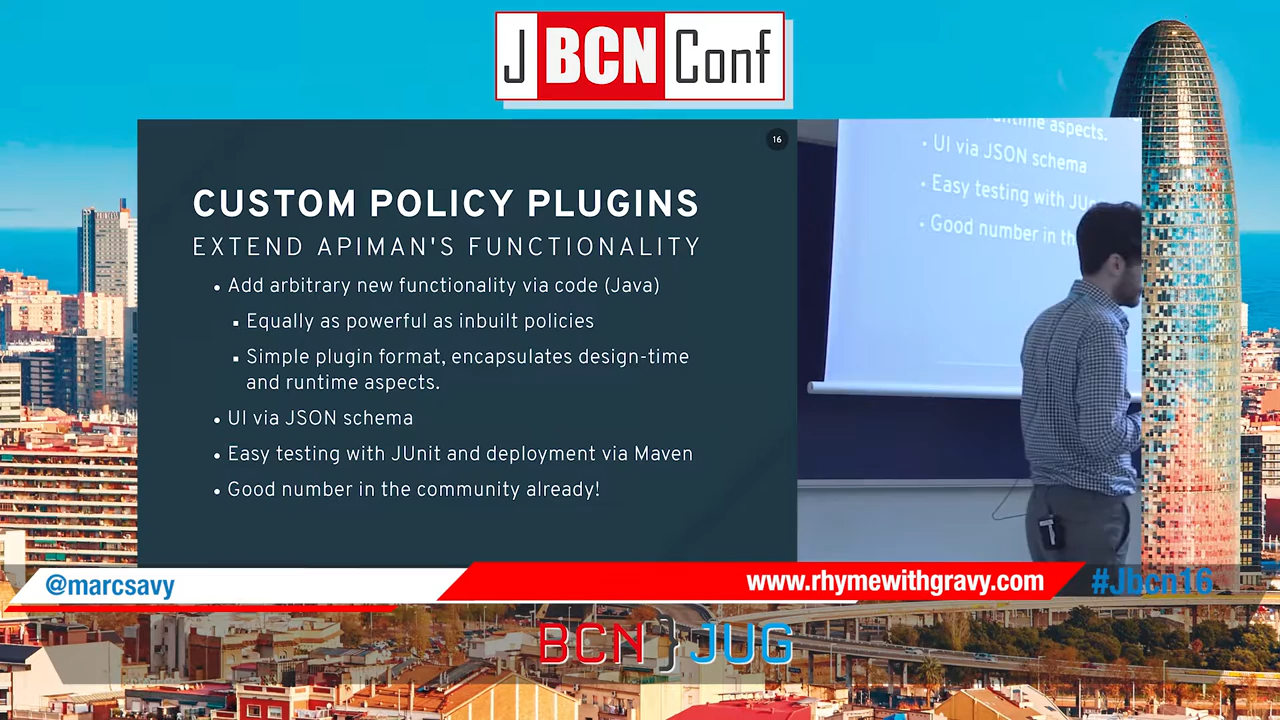 J BCN Conf
16
CUSTOM POLICY PLUGINS
EXTEND APIMAN'S FUNCTIONALITY
• Add arbitrary new functionality via code (Java)
▪ Equally as powerful as inbuilt policies
▪ Simple plugin format, encapsulates design-time
and runtime aspects.
• UI via JSON schema
• Easy testing with JUnit and deployment via Maven
• Good number in the community already!
aspects.
• UI via JSON schema
• Easy testing with
• Good number in
@marcsavy
www.rhymewithgravy.com
#Jbcn16
BCN JUG